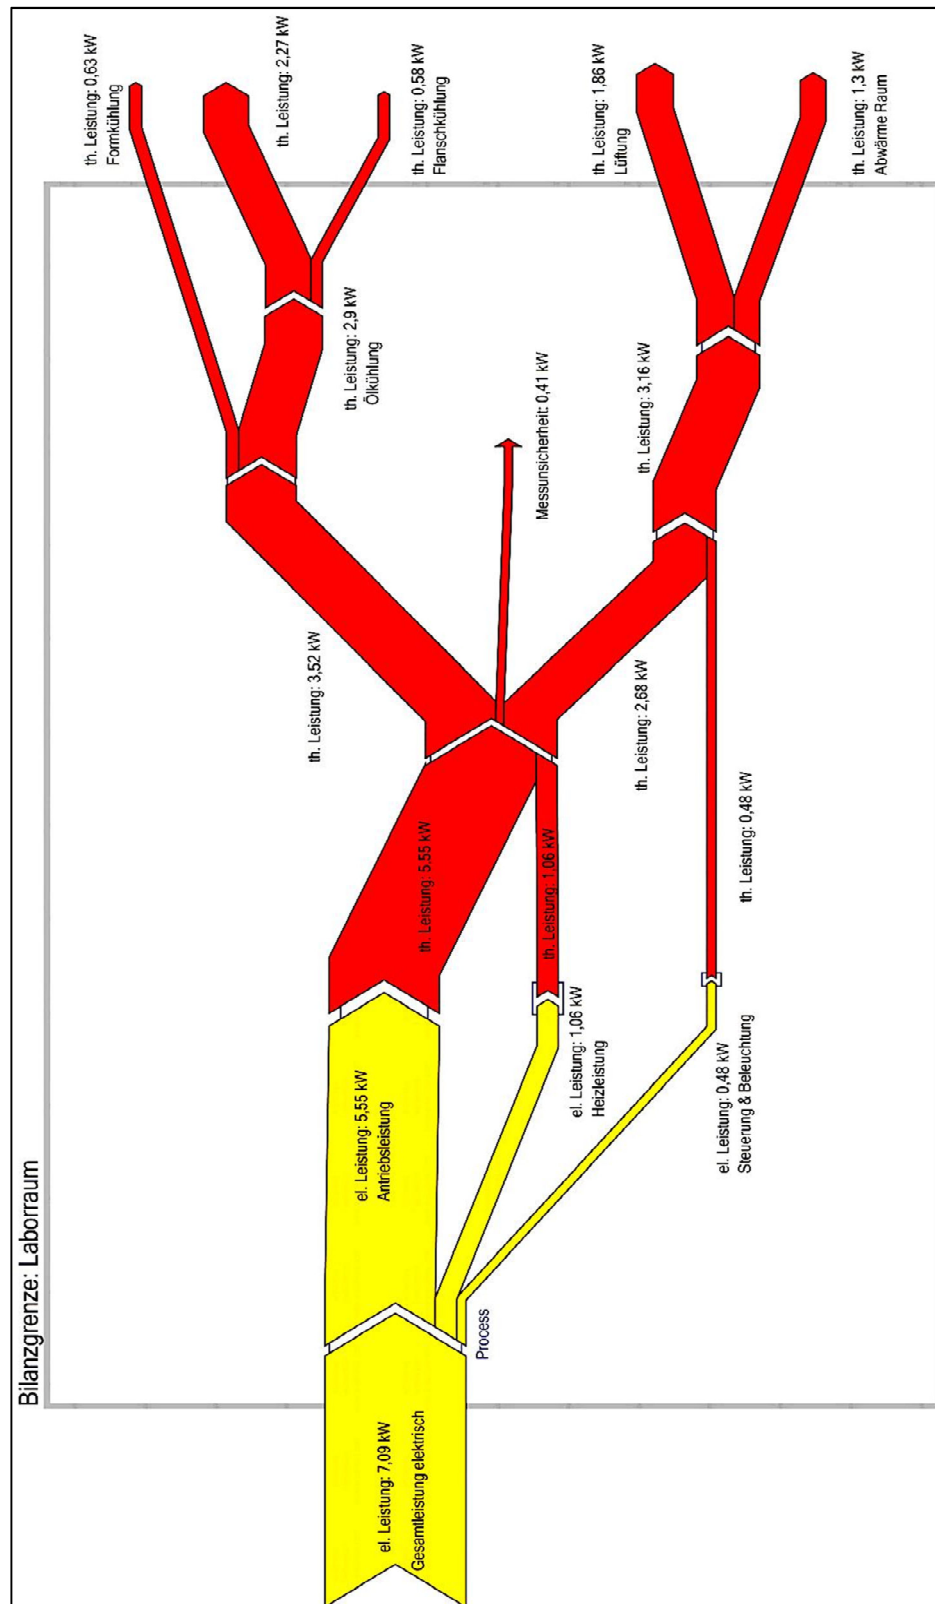 Bilanzgrenze: Laborraum
el. Leistung: 7,09 kW
Gesamtleistung elektrisch
Process
el. Leistung: 5,55 kW
Antriebsleistung
el. Leistung: 1,06 kW
Heizleistung
el. Leistung: 0,48 kW
Steuerung & Beleuchtung
th. Leistung: 5,55 kW
th. Leistung: 1,06 kW
th. Leistung: 0,48 kW
th. Leistung: 3,52 kW
Messunsicherheit: 0,41 kW
th. Leistung: 2,68 kW
th. Leistung: 2,9 kW
Ölkühlung
th. Leistung: 3,16 kW
th. Leistung: 0,63 kW
Formkühlung
th. Leistung: 2,27 kW
th. Leistung: 0,58 kW
Flanschkühlung
th. Leistung: 1,86 kW
Lüftung
th. Leistung: 1,3 kW
Abwärme Raum